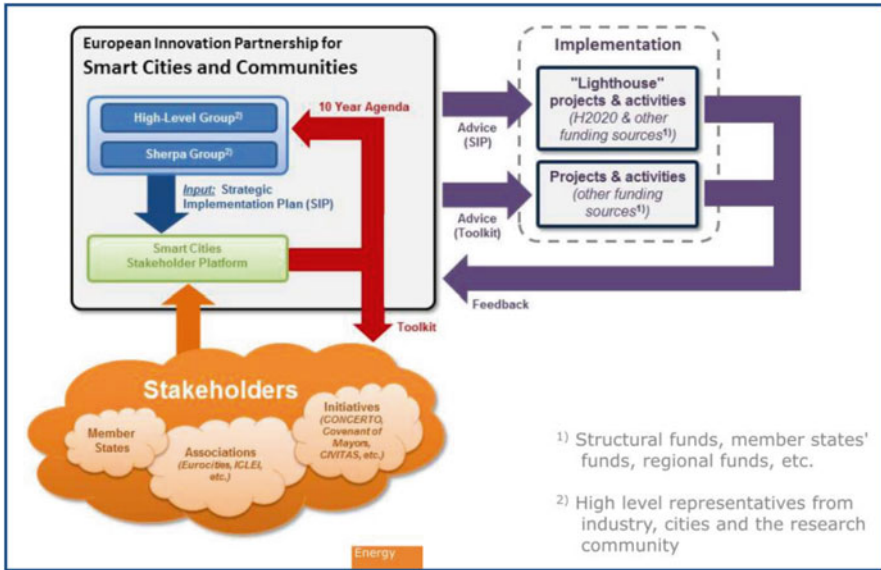 European Innovation Partnership for
Smart Cities and Communities
High-Level Group2)
Sherpa Group2)
Input: Strategic
Implementation Plan (SIP)
Smart Cities
Stakeholder Platform
10 Year Agenda
Toolkit
Advice
(SIP)
Advice
(Toolkit)
Implementation
"Lighthouse"
projects & activities
(H2020 & other
funding sources1))
Projects & activities
(other funding
sources1))
Feedback
Stakeholders
Member
States
Associations
(Eurocities, ICLEI,
etc.)
Initiatives
(CONCERTO,
Covenant of
Mayors,
CIVITAS, etc.)
1) Structural funds, member states'
funds, regional funds, etc.
2) High level representatives from
industry, cities and the research
community
Energy